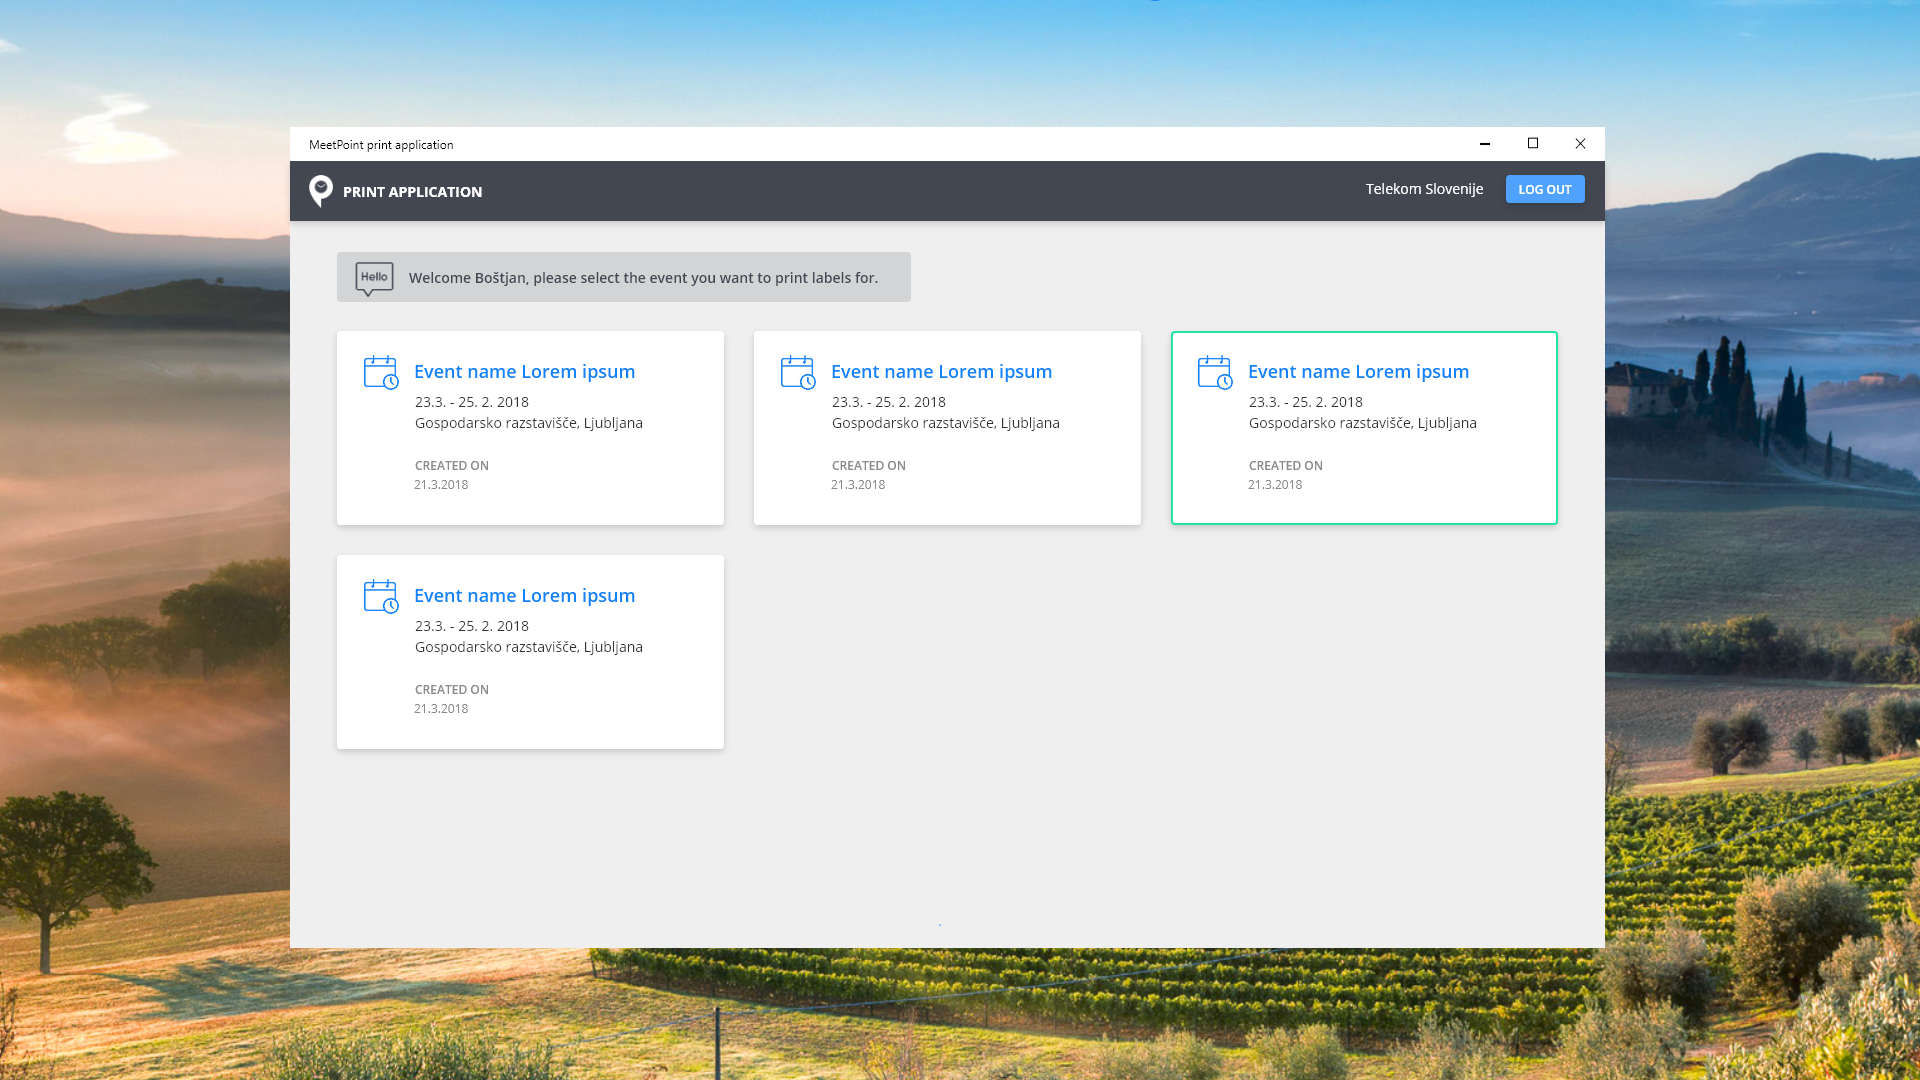 MeetPoint print application
PRINT APPLICATION
Telekom Slovenije
LOG OUT
Hello
Welcome Boštjan, please select the event you want to print labels for.
Event name Lorem ipsum
23.3. - 25. 2. 2018
Gospodarsko razstavišče, Ljubljana
CREATED ON
21.3.2018
Event name Lorem ipsum
23.3. - 25. 2. 2018
Gospodarsko razstavišče, Ljubljana
CREATED ON
21.3.2018
Event name Lorem ipsum
23.3. - 25. 2. 2018
Gospodarsko razstavišče, Ljubljana
CREATED ON
21.3.2018
Event name Lorem ipsum
23.3. - 25. 2. 2018
Gospodarsko razstavišče, Ljubljana
CREATED ON
21.3.2018